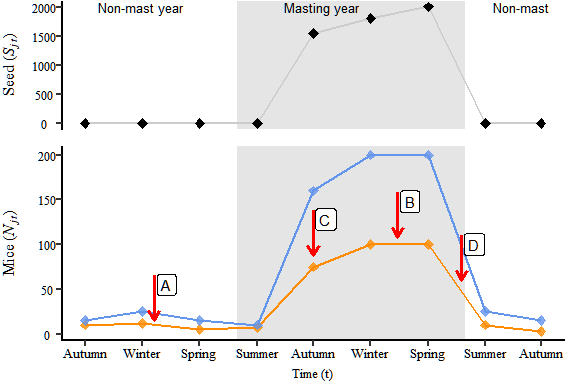 Non-mast year Masting year Non-mast
Seed (S_jt)
2000
1500
1000
500
0
Mice (N_jt)
200
150
100
50
0
A
C
B
D
Autumn Winter Spring Summer Autumn Winter Spring Summer Autumn
Time (t)